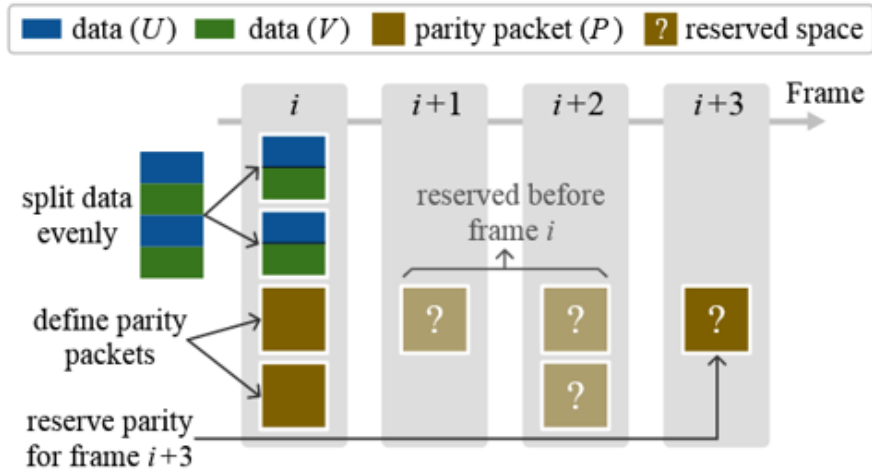 data (U) data (V) parity packet (P) ? reserved space
i i+1 i+2 i+3 Frame
split data
evenly
reserved before
frame i
define parity
packets
? ? ?
?
reserve parity
for frame i+3